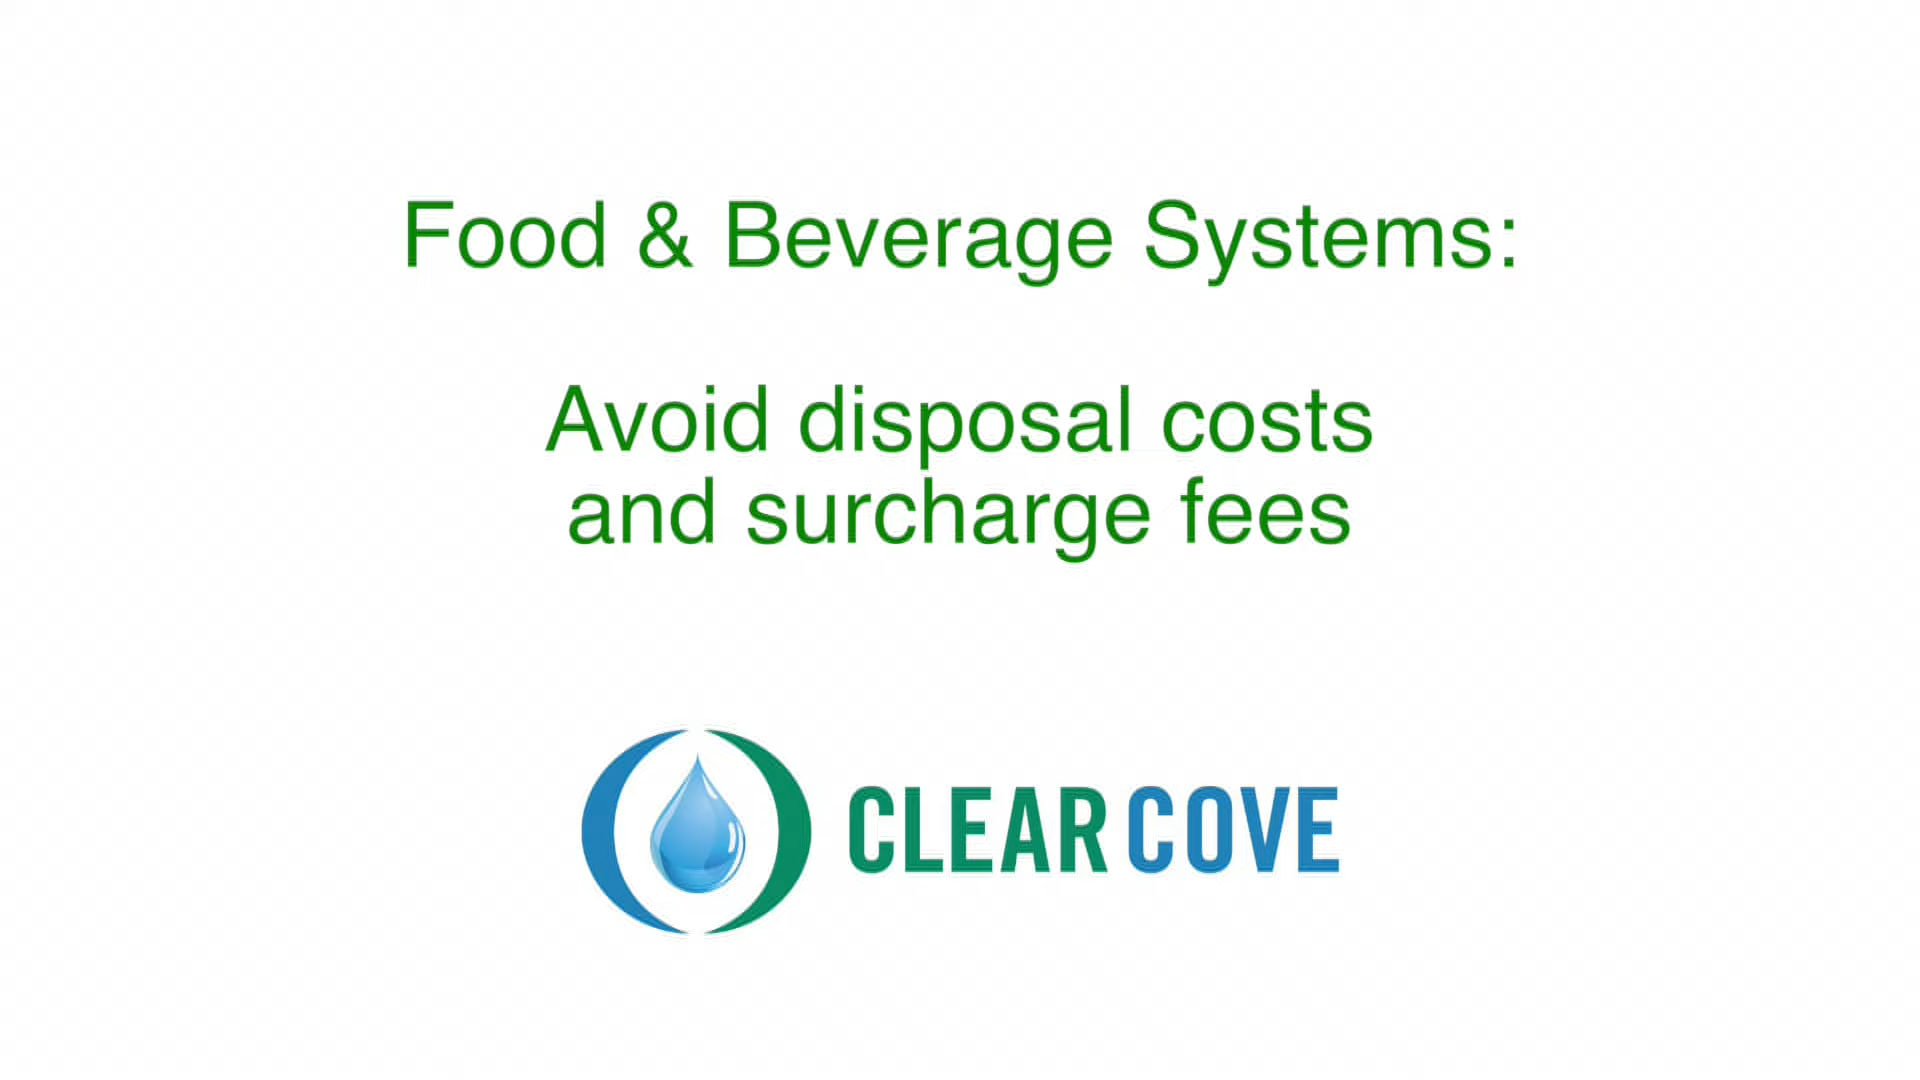 Food & Beverage Systems:
Avoid disposal costs
and surcharge fees
CLEAR COVE